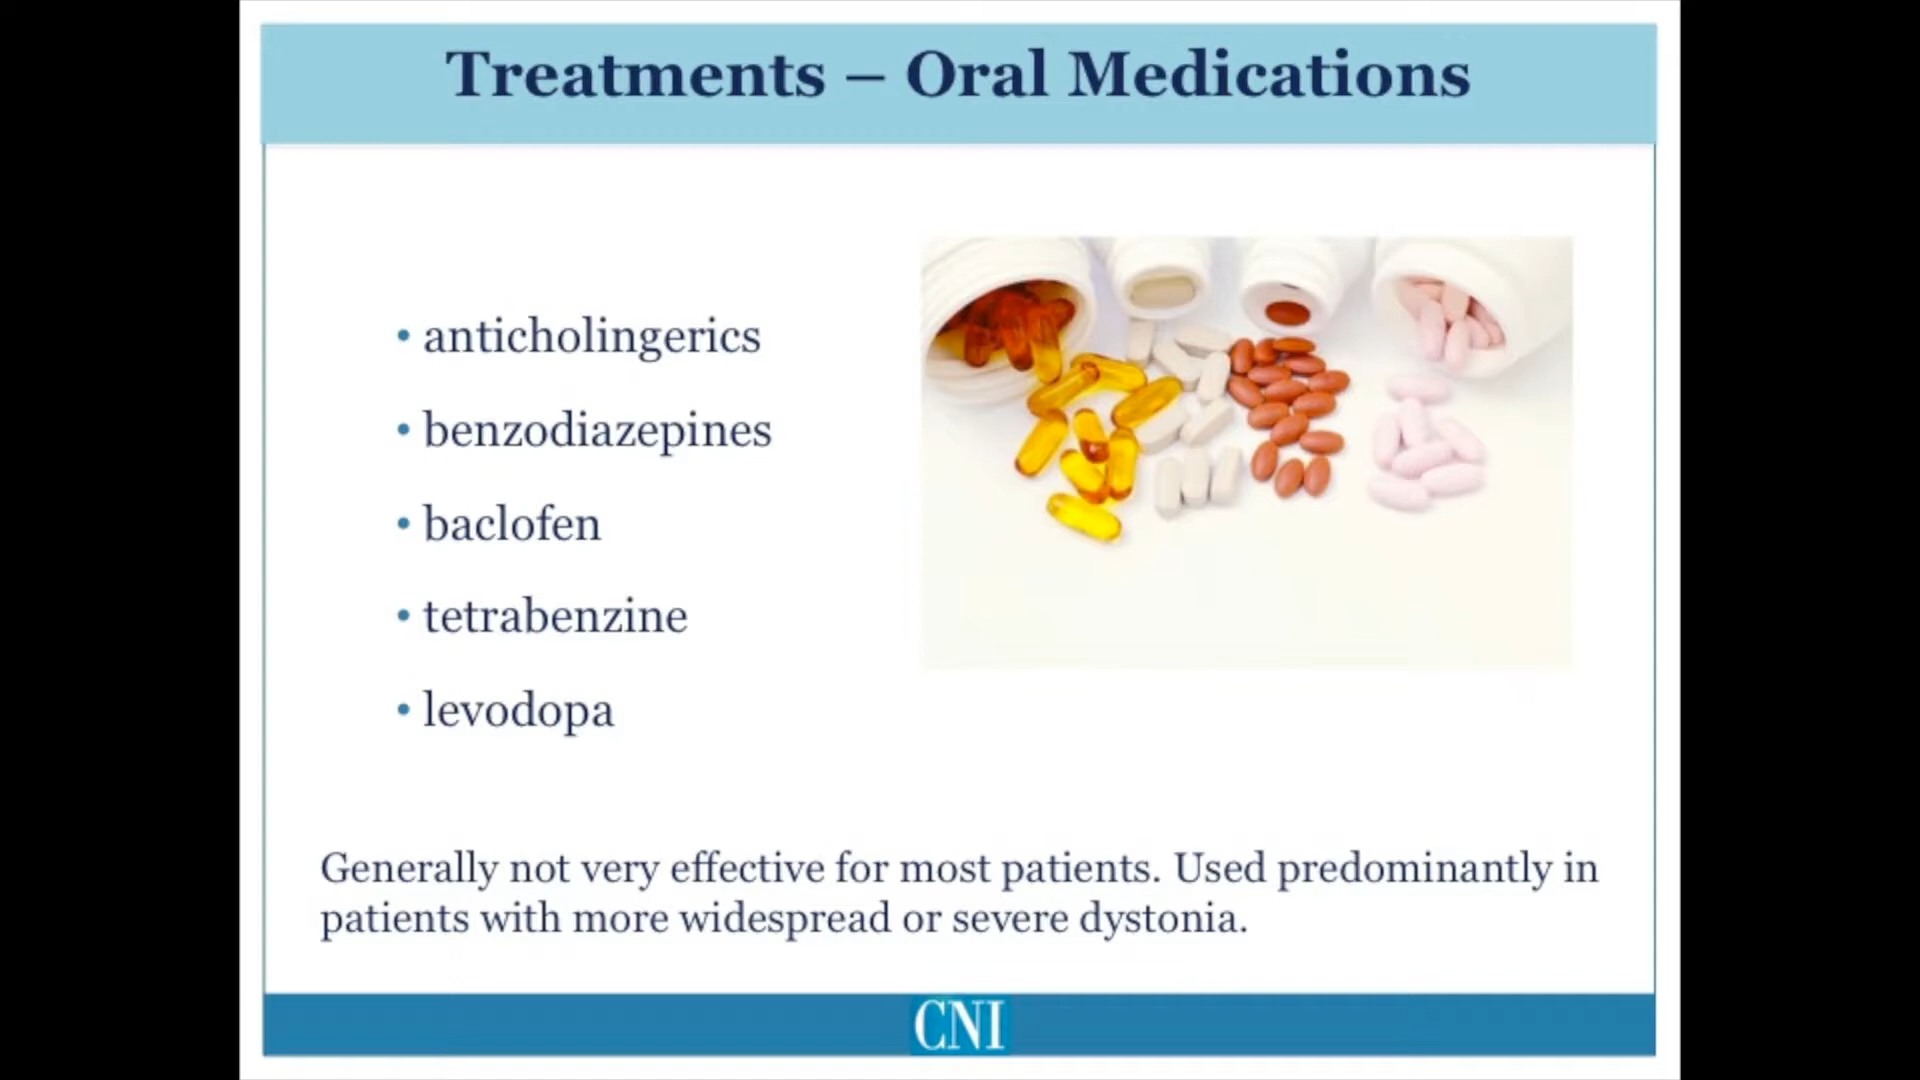 Treatments – Oral Medications
• anticholingerics
• benzodiazepines
• baclofen
• tetrabenzine
• levodopa
Generally not very effective for most patients. Used predominantly in
patients with more widespread or severe dystonia.
CNI